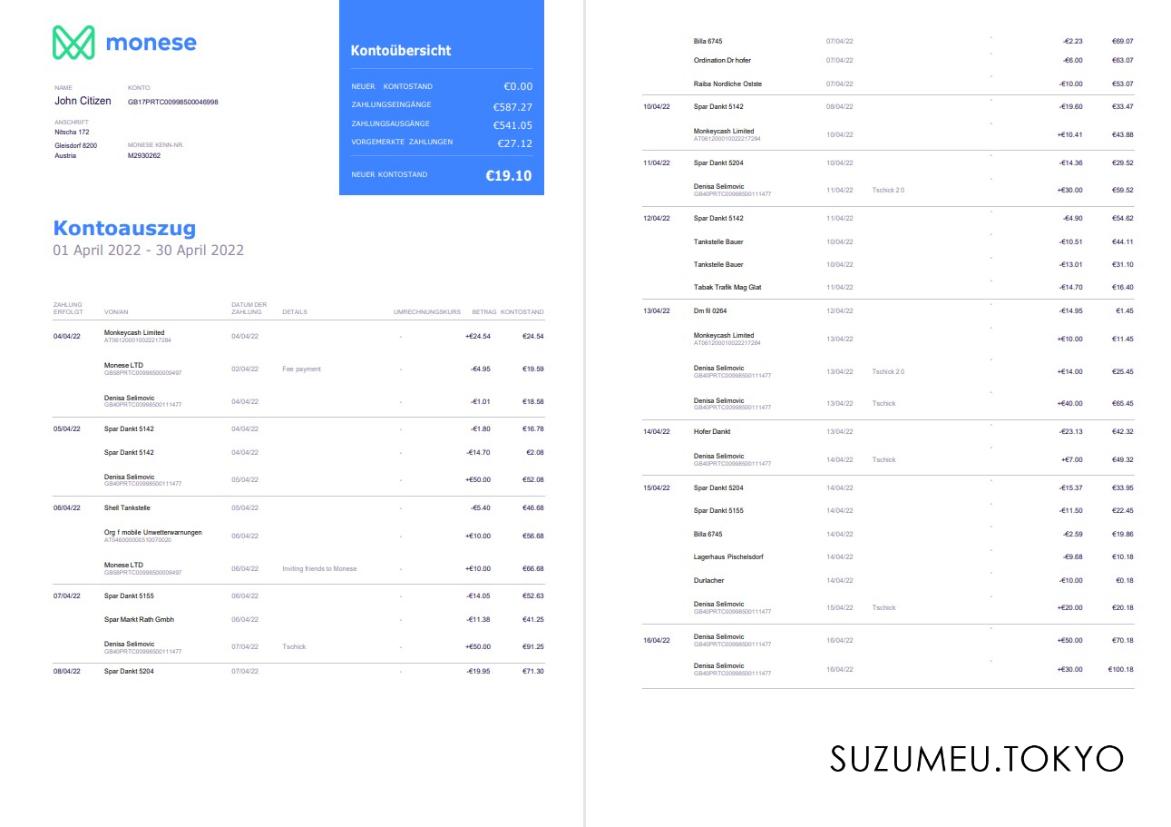 monese
NAME KONTO
John Citizen GB17PRTC00998500046998
ANSCHRIFT
Nitscha 172
Gleisdorf 8200 MONESE KENN-NR.
Austria M2930262
Kontoübersicht
NEUER KONTOSTAND €0.00
ZAHLUNGSEINGÄNGE €587.27
ZAHLUNGSAUSGÄNGE €541.05
VORGEMERKTE ZAHLUNGEN €27.12
NEUER KONTOSTAND €19.10
Kontoauszug
01 April 2022 - 30 April 2022
ZAHLUNG ERFOLGT VON/AN DATUM DER ZAHLUNG DETAILS UMRECHNUNGSKURS BETRAG KONTOSTAND
04/04/22 Monkeycash Limited 04/04/22 - +€24.54 €24.54
AT061200010022217284
Monese LTD 02/04/22 Fee payment - -€4.95 €19.59
GB58PRTC00998500009497
Denisa Selimovic 04/04/22 - -€1.01 €18.58
GB40PRTC00998500111477
05/04/22 Spar Dankt 5142 04/04/22 - -€1.80 €16.78
Spar Dankt 5142 04/04/22 - -€14.70 €2.08
Denisa Selimovic 05/04/22 - +€50.00 €52.08
GB40PRTC00998500111477
06/04/22 Shell Tankstelle 05/04/22 - -€5.40 €46.68
Org f mobile Unwetterwarnungen 06/04/22 - +€10.00 €56.68
Monese LTD 06/04/22 Inviting friends to Monese - +€10.00 €66.68
GB58PRTC00998500009497
07/04/22 Spar Dankt 5155 06/04/22 - -€14.05 €52.63
Spar Markt Rath Gmbh 06/04/22 - -€11.38 €41.25
Denisa Selimovic 07/04/22 Tschick - +€50.00 €91.25
GB40PRTC00998500111477
08/04/22 Spar Dankt 5204 07/04/22 - -€19.95 €71.30
Billa 6745 07/04/22 - -€2.23 €69.07
Ordination Dr hofer 07/04/22 -€6.00 €63.07
Raiba Nordliche Ostste 07/04/22 - -€10.00 €53.07
10/04/22 Spar Dankt 5142 08/04/22 - -€19.60 €33.47
Monkeycash Limited 10/04/22 - +€10.41 €43.88
AT061200010022217284
11/04/22 Spar Dankt 5204 10/04/22 - -€14.36 €29.52
Denisa Selimovic 11/04/22 Tschick 2 0 - +€30.00 €59.52
GB40PRTC00998500111477
12/04/22 Spar Dankt 5142 11/04/22 - -€4.90 €54.62
Tankstelle Bauer 10/04/22 - -€10.51 €44.11
Tankstelle Bauer 10/04/22 - -€13.01 €31.10
Tabak Trafik Mag Glat 11/04/22 - -€14.70 €16.40
13/04/22 Dm fil 0264 12/04/22 - -€14.95 €1.45
Monkeycash Limited 13/04/22 - +€10.00 €11.45
AT061200010022217284
Denisa Selimovic 13/04/22 Tschick 2 0 - +€14.00 €25.45
GB40PRTC00998500111477
Denisa Selimovic 13/04/22 Tschick - +€40.00 €65.45
GB40PRTC00998500111477
14/04/22 Hofer Dankt 13/04/22 - -€23.13 €42.32
Denisa Selimovic 14/04/22 Tschick - +€7.00 €49.32
GB40PRTC00998500111477
15/04/22 Spar Dankt 5204 14/04/22 - -€15.37 €33.95
Spar Dankt 5155 14/04/22 - -€11.50 €22.45
Billa 6745 14/04/22 - -€2.59 €19.86
Lagerhaus Pischelsdorf 14/04/22 - -€9.68 €10.18
Durlacher 14/04/22 - -€10.00 €0.18
Denisa Selimovic 15/04/22 Tschick - +€20.00 €20.18
GB40PRTC00998500111477
16/04/22 Denisa Selimovic 16/04/22 - +€50.00 €70.18
GB40PRTC00998500111477
Denisa Selimovic 16/04/22 - +€30.00 €100.18
GB40PRTC00998500111477
SUZUMEU.TOKYO